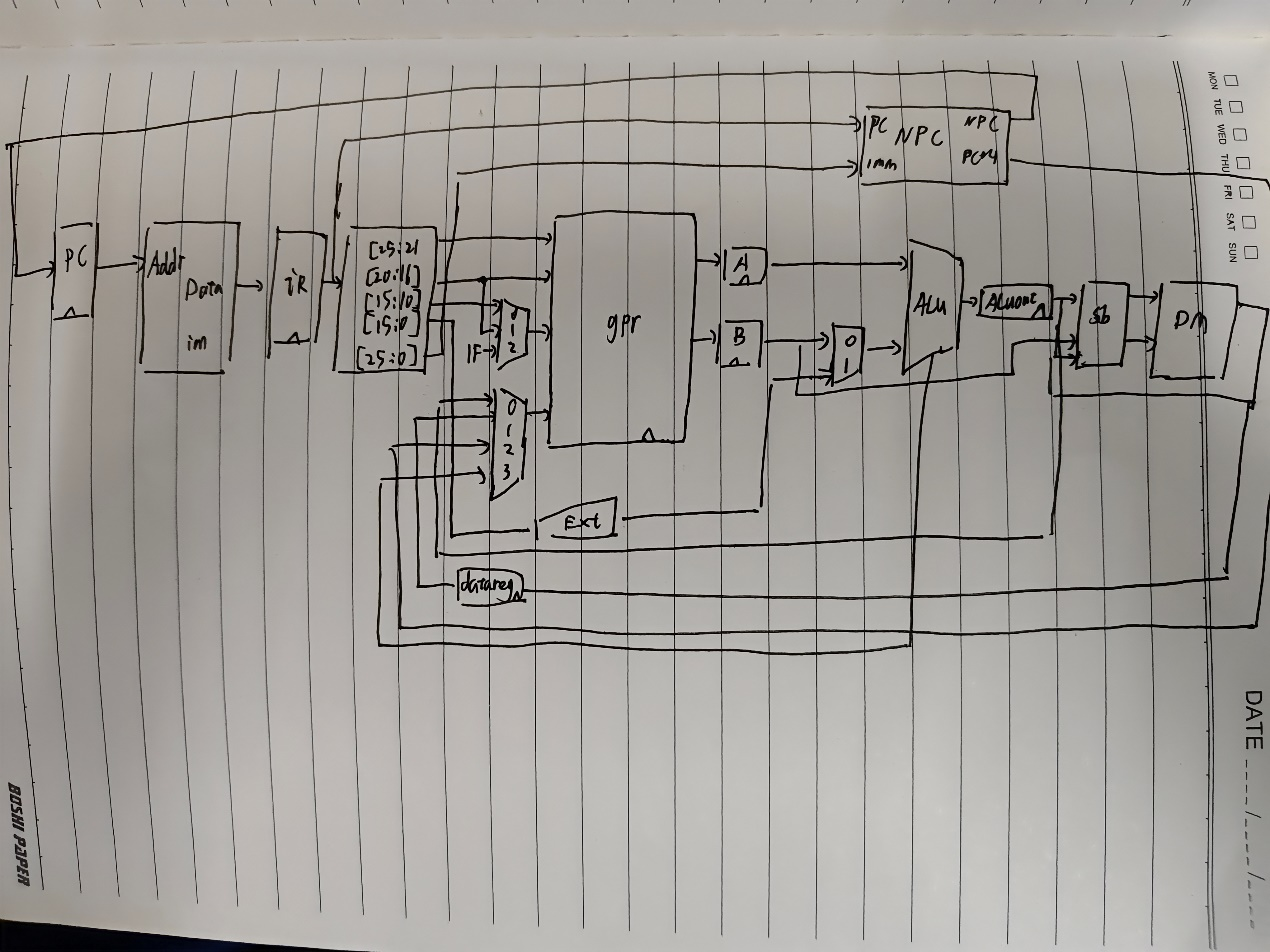 MON TUE WED THU FRI SAT SUN
PC NPC NPC
imm PC+4
PC
Addr
Data
im
iR
[25:21
[20:16]
[15:10]
[15:0]
[25:0]
0
1
2
1F
gpr
A
B
0
1
ALU
ALUout
sb
DM
0
1
2
3
Ext
datareg
DATE ----/----/----
BOSHI PAPER